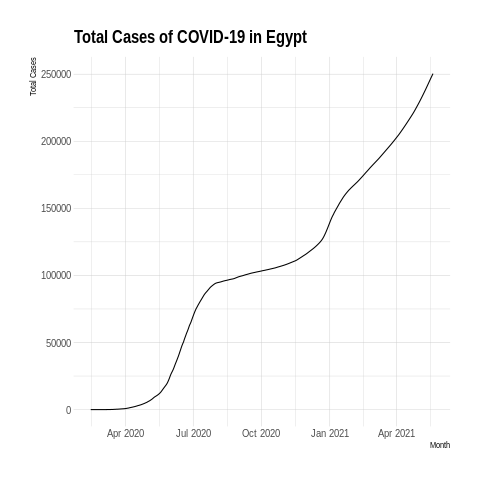 Total Cases of COVID-19 in Egypt
Total Cases
250000
200000
150000
100000
50000
0
Apr 2020 Jul 2020 Oct 2020 Jan 2021 Apr 2021
Month